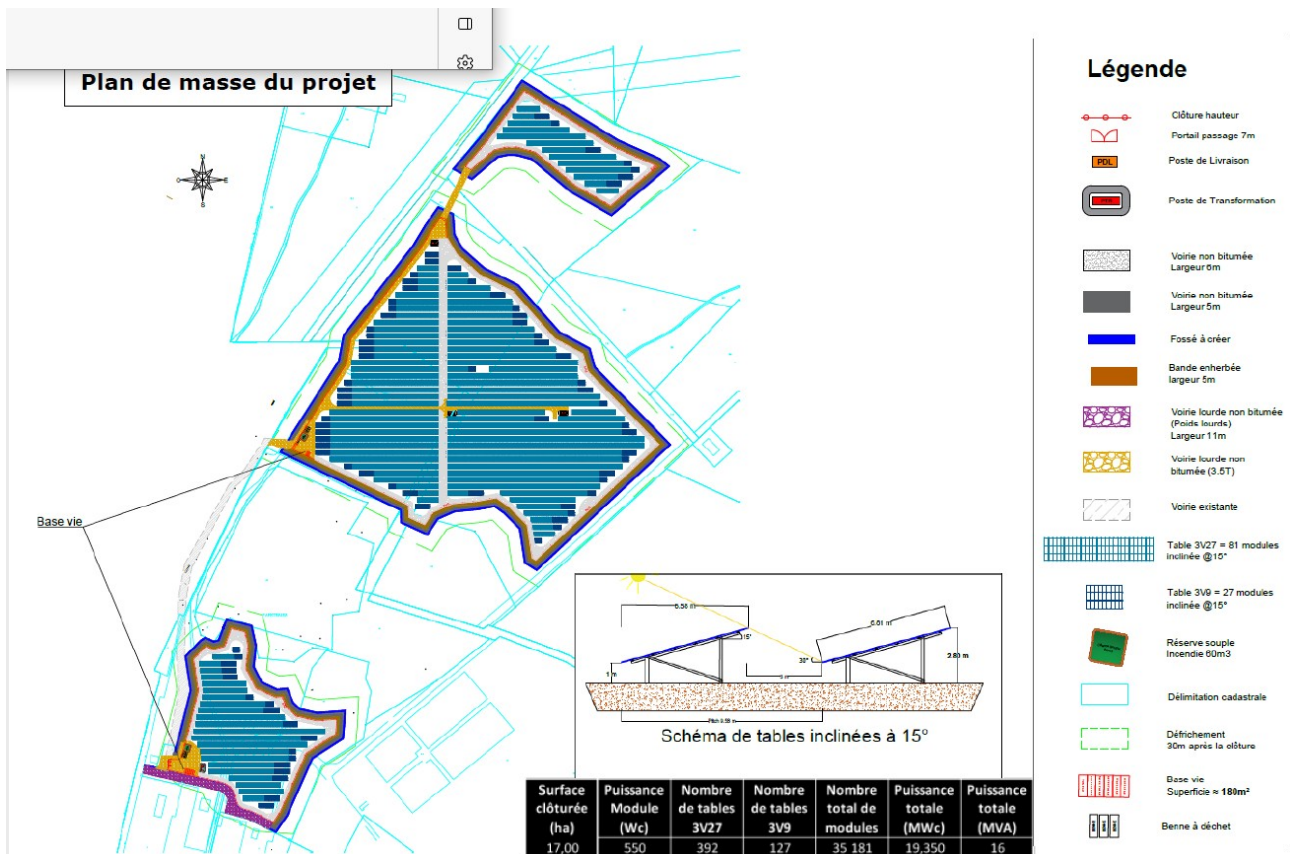 Plan de masse du projet
N
S
Base vie
6.56 m
15°
6.01 m
30°
2.80 m
1 m
Schéma de tables inclinées à 15°
Surface clôturée (ha)
Puissance Module (Wc)
Nombre de tables 3V27
Nombre de tables 3V9
Nombre total de modules
Puissance totale (MWc)
Puissance totale (MVA)
17,00
550
392
127
35 181
19,350
16
Légende
Clôture hauteur
Portail passage 7m
PDL
Poste de Livraison
Poste de Transformation
Voirie non bitumée
Largeur 6m
Voirie non bitumée
Largeur 5m
Fossé à créer
Bande enherbée
largeur 5m
Voirie lourde non bitumée
(Poids lourds)
Largeur 11m
Voirie lourde non
bitumée (3.5T)
Voirie existante
Table 3V27 = 81 modules
inclinée @15°
Table 3V9 = 27 modules
inclinée @15°
Réserve souple
Incendie 60m3
Délimitation cadastrale
Défrichement
30m après la clôture
Base vie
Superficie ≈ 180m²
Benne à déchet